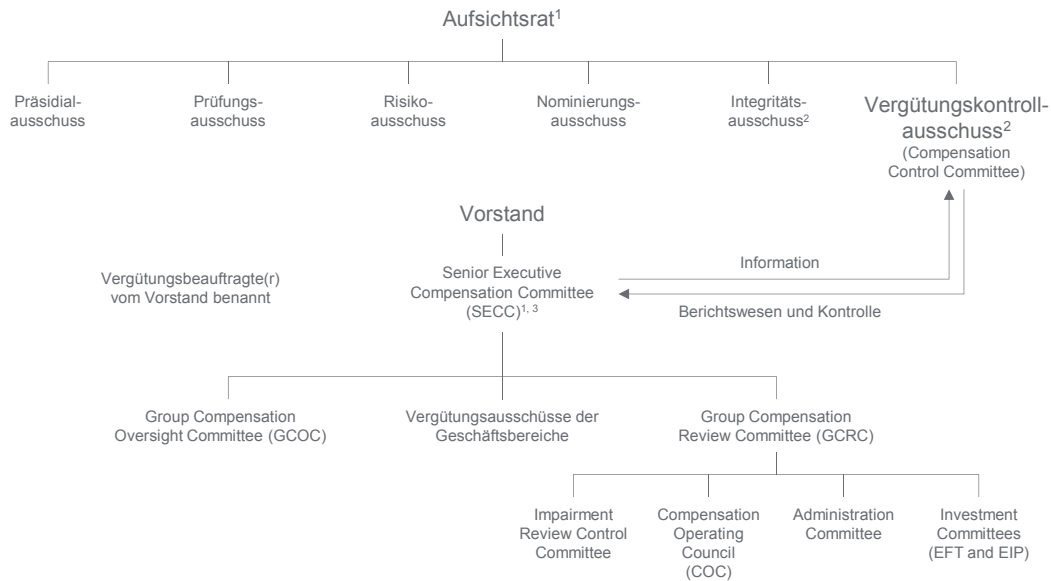 Aufsichtsrat¹
Präsidial-
ausschuss
Prüfungs-
ausschuss
Risiko-
ausschuss
Nominierungs-
ausschuss
Integritäts-
ausschuss²
Vergütungskontroll-
ausschuss²
(Compensation
Control Committee)
Vorstand
Vergütungsbeauftragte(r)
vom Vorstand benannt
Senior Executive
Compensation Committee
(SECC)¹˒ ³
Information
Berichtswesen und Kontrolle
Group Compensation
Oversight Committee (GCOC)
Vergütungsausschüsse der
Geschäftsbereiche
Group Compensation
Review Committee (GCRC)
Impairment
Review Control
Committee
Compensation
Operating
Council
(COC)
Administration
Committee
Investment
Committees
(EFT and EIP)